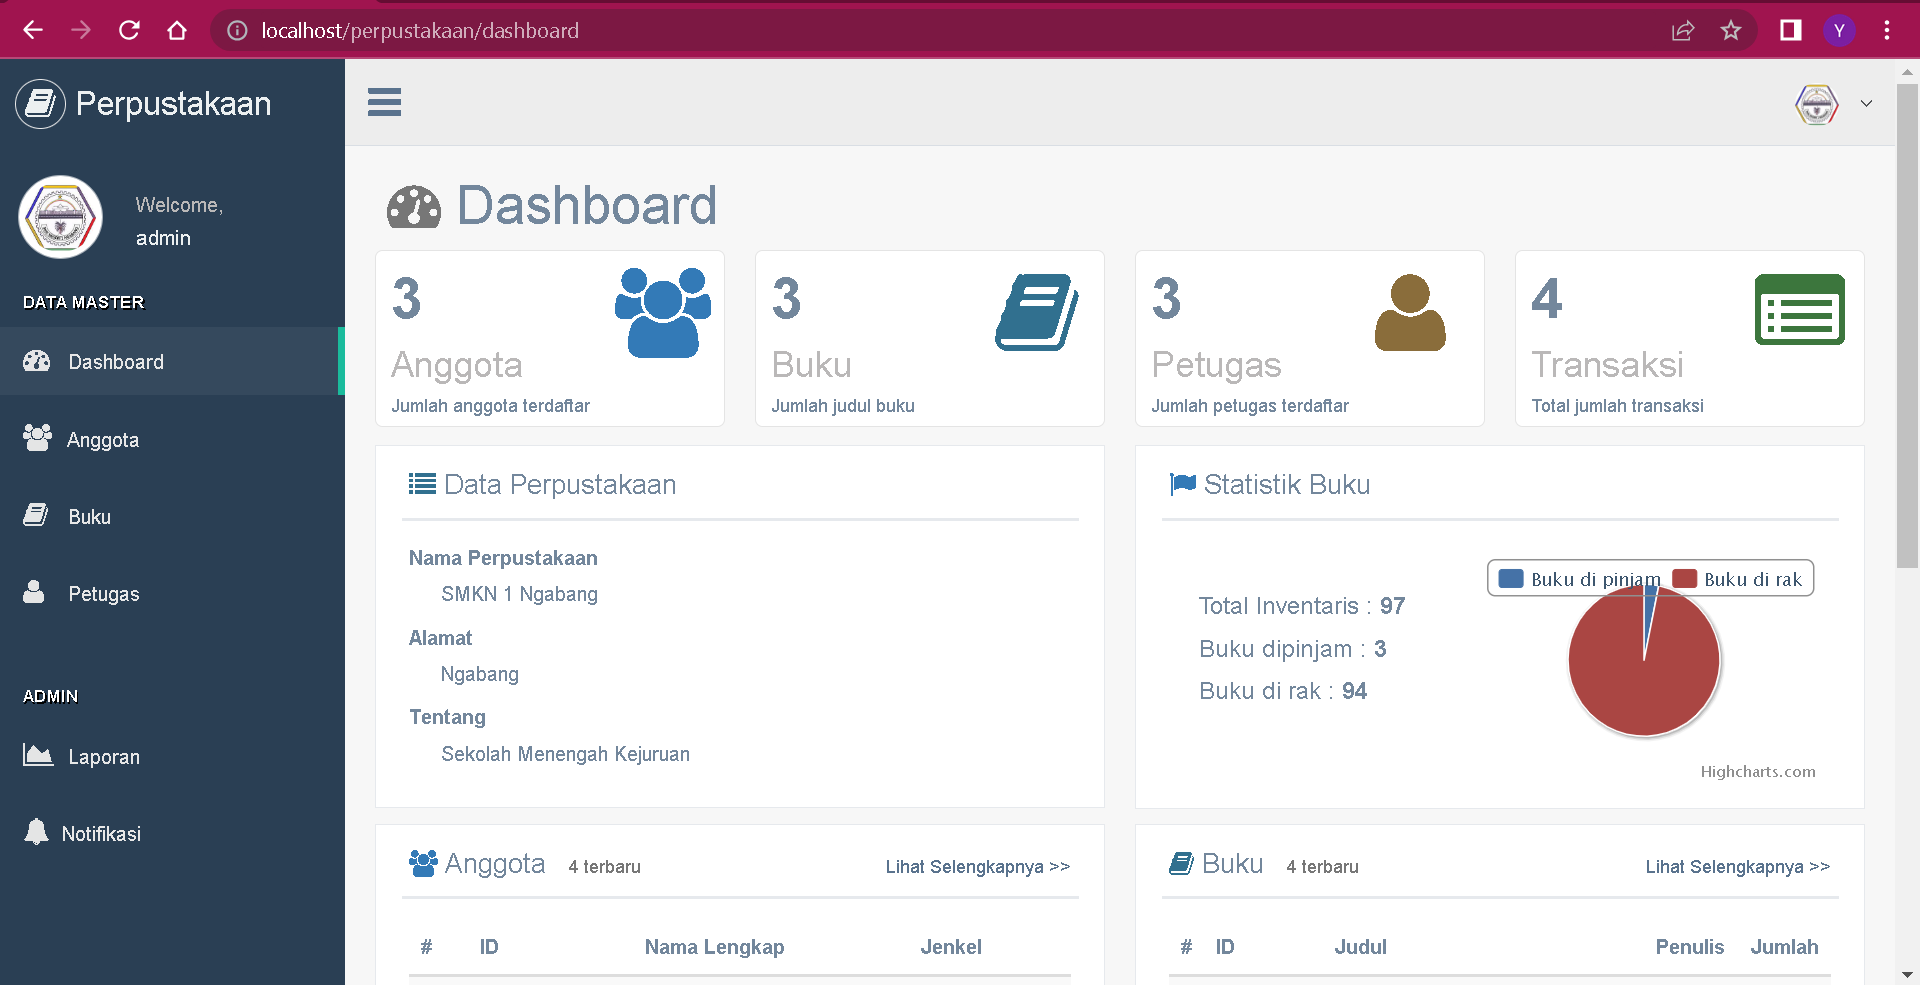 localhost/perpustakaan/dashboard
Y
Perpustakaan
Welcome,
admin
DATA MASTER
Dashboard
Anggota
Buku
Petugas
ADMIN
Laporan
Notifikasi
Dashboard
3
Anggota
Jumlah anggota terdaftar
3
Buku
Jumlah judul buku
3
Petugas
Jumlah petugas terdaftar
4
Transaksi
Total jumlah transaksi
Data Perpustakaan
Nama Perpustakaan
SMKN 1 Ngabang
Alamat
Ngabang
Tentang
Sekolah Menengah Kejuruan
Statistik Buku
Total Inventaris : 97
Buku dipinjam : 3
Buku di rak : 94
Buku di pinjam Buku di rak
Highcharts.com
Anggota 4 terbaru Lihat Selengkapnya >>
# ID Nama Lengkap Jenkel
Buku 4 terbaru Lihat Selengkapnya >>
# ID Judul Penulis Jumlah